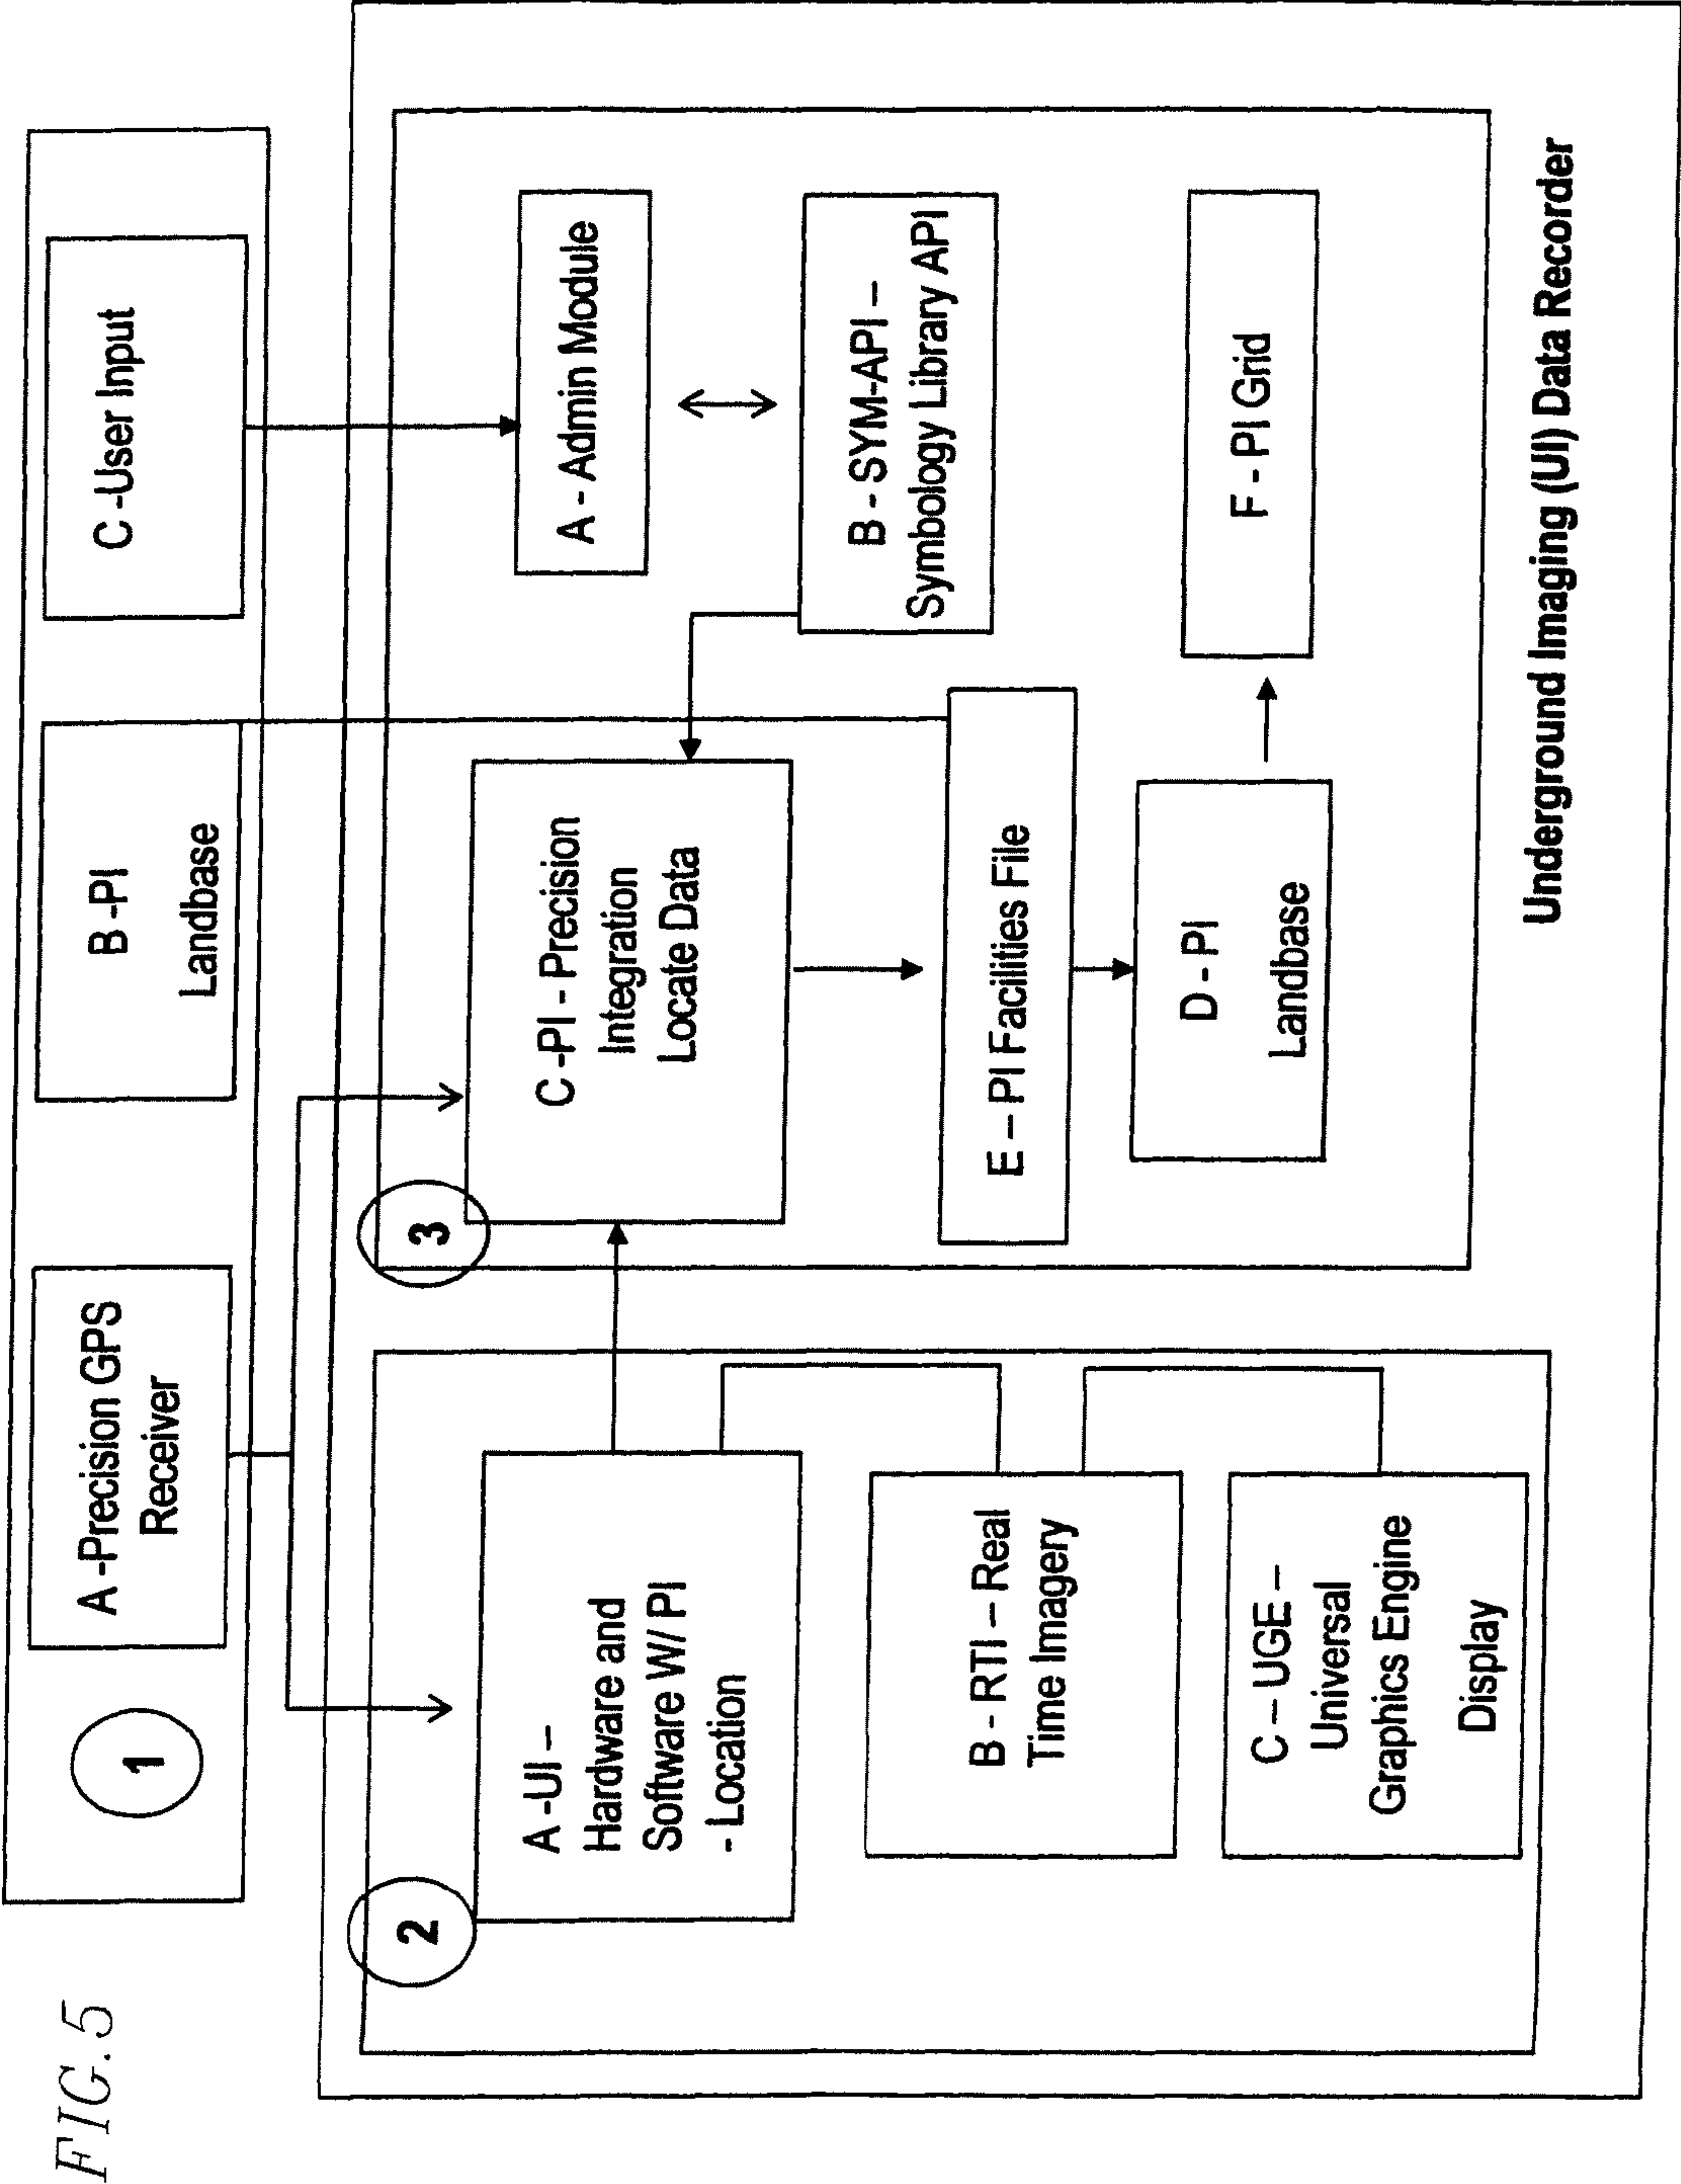 FIG. 5
1
A -Precision GPS
Receiver
B -PI
Landbase
C -User Input
2
A -UI –
Hardware and
Software W/ PI
- Location
B - RTI – Real
Time Imagery
C – UGE –
Universal
Graphics Engine
Display
3
C -PI - Precision
Integration
Locate Data
A - Admin Module
B - SYM-API –
Symbology Library API
E – PI Facilities File
D - PI
Landbase
F - PI Grid
Underground Imaging (UI) Data Recorder